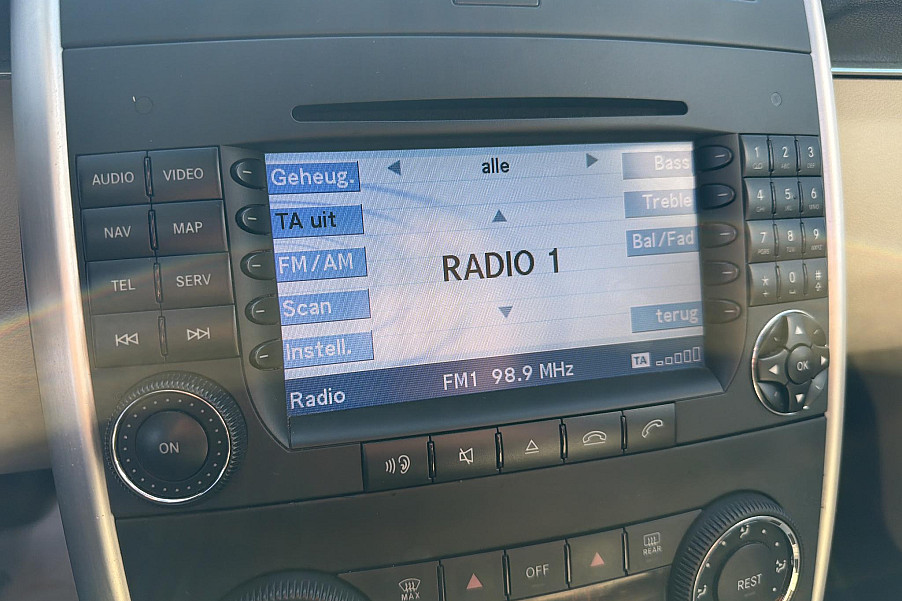 AUDIO
VIDEO
NAV
MAP
TEL
SERV
ON
Geheug.
TA uit
FM/AM
Scan
Instell.
alle
RADIO 1
Bass
Treble
Bal/Fad
terug
Radio
FM1 98.9 MHz
TA
1 2 3
4 5 6
7 8 9
* 0 #
OK
MAX
OFF
REAR
REST